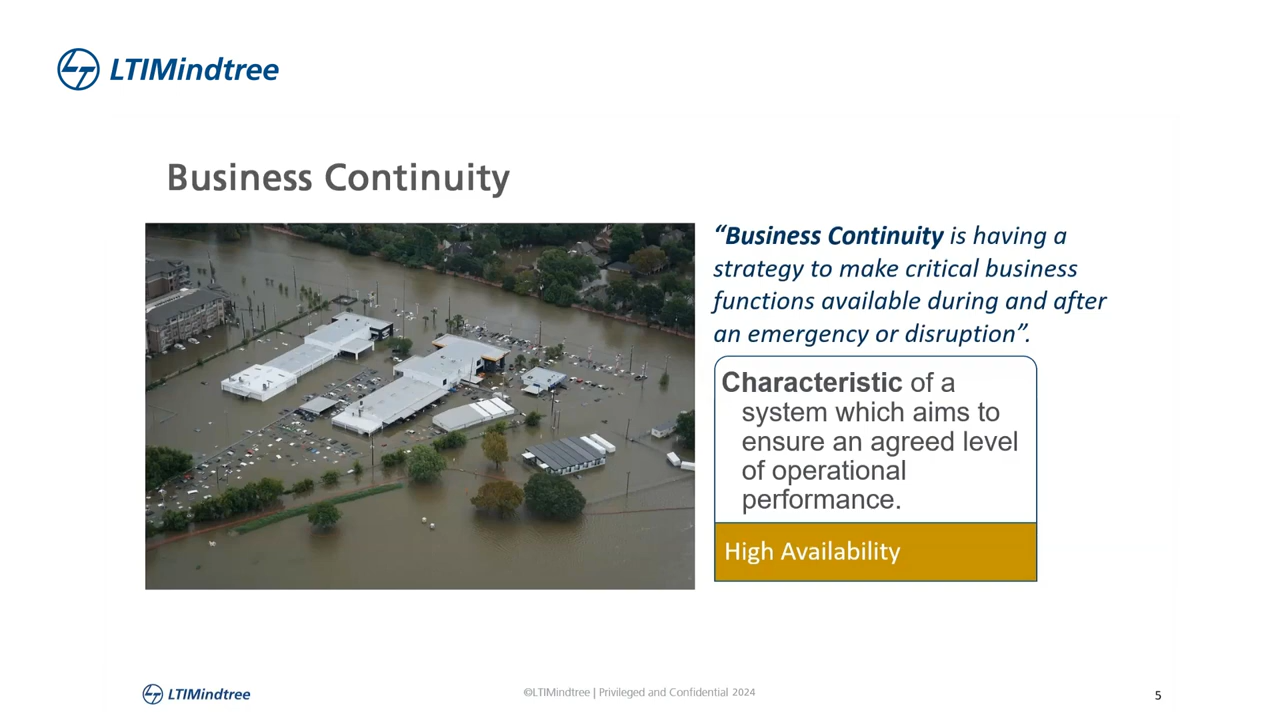 LTIMindtree
Business Continuity
“Business Continuity is having a
strategy to make critical business
functions available during and after
an emergency or disruption”.
Characteristic of a
system which aims to
ensure an agreed level
of operational
performance.
High Availability
LTIMindtree
©LTIMindtree | Privileged and Confidential 2024
5